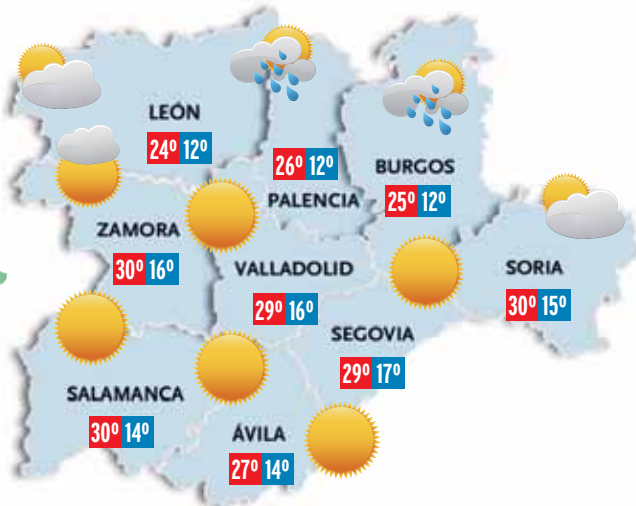 LEÓN
24º 12º
26º 12º
PALENCIA
BURGOS
25º 12º
ZAMORA
30º 16º
VALLADOLID
29º 16º
SORIA
30º 15º
SEGOVIA
29º 17º
SALAMANCA
30º 14º
ÁVILA
27º 14º